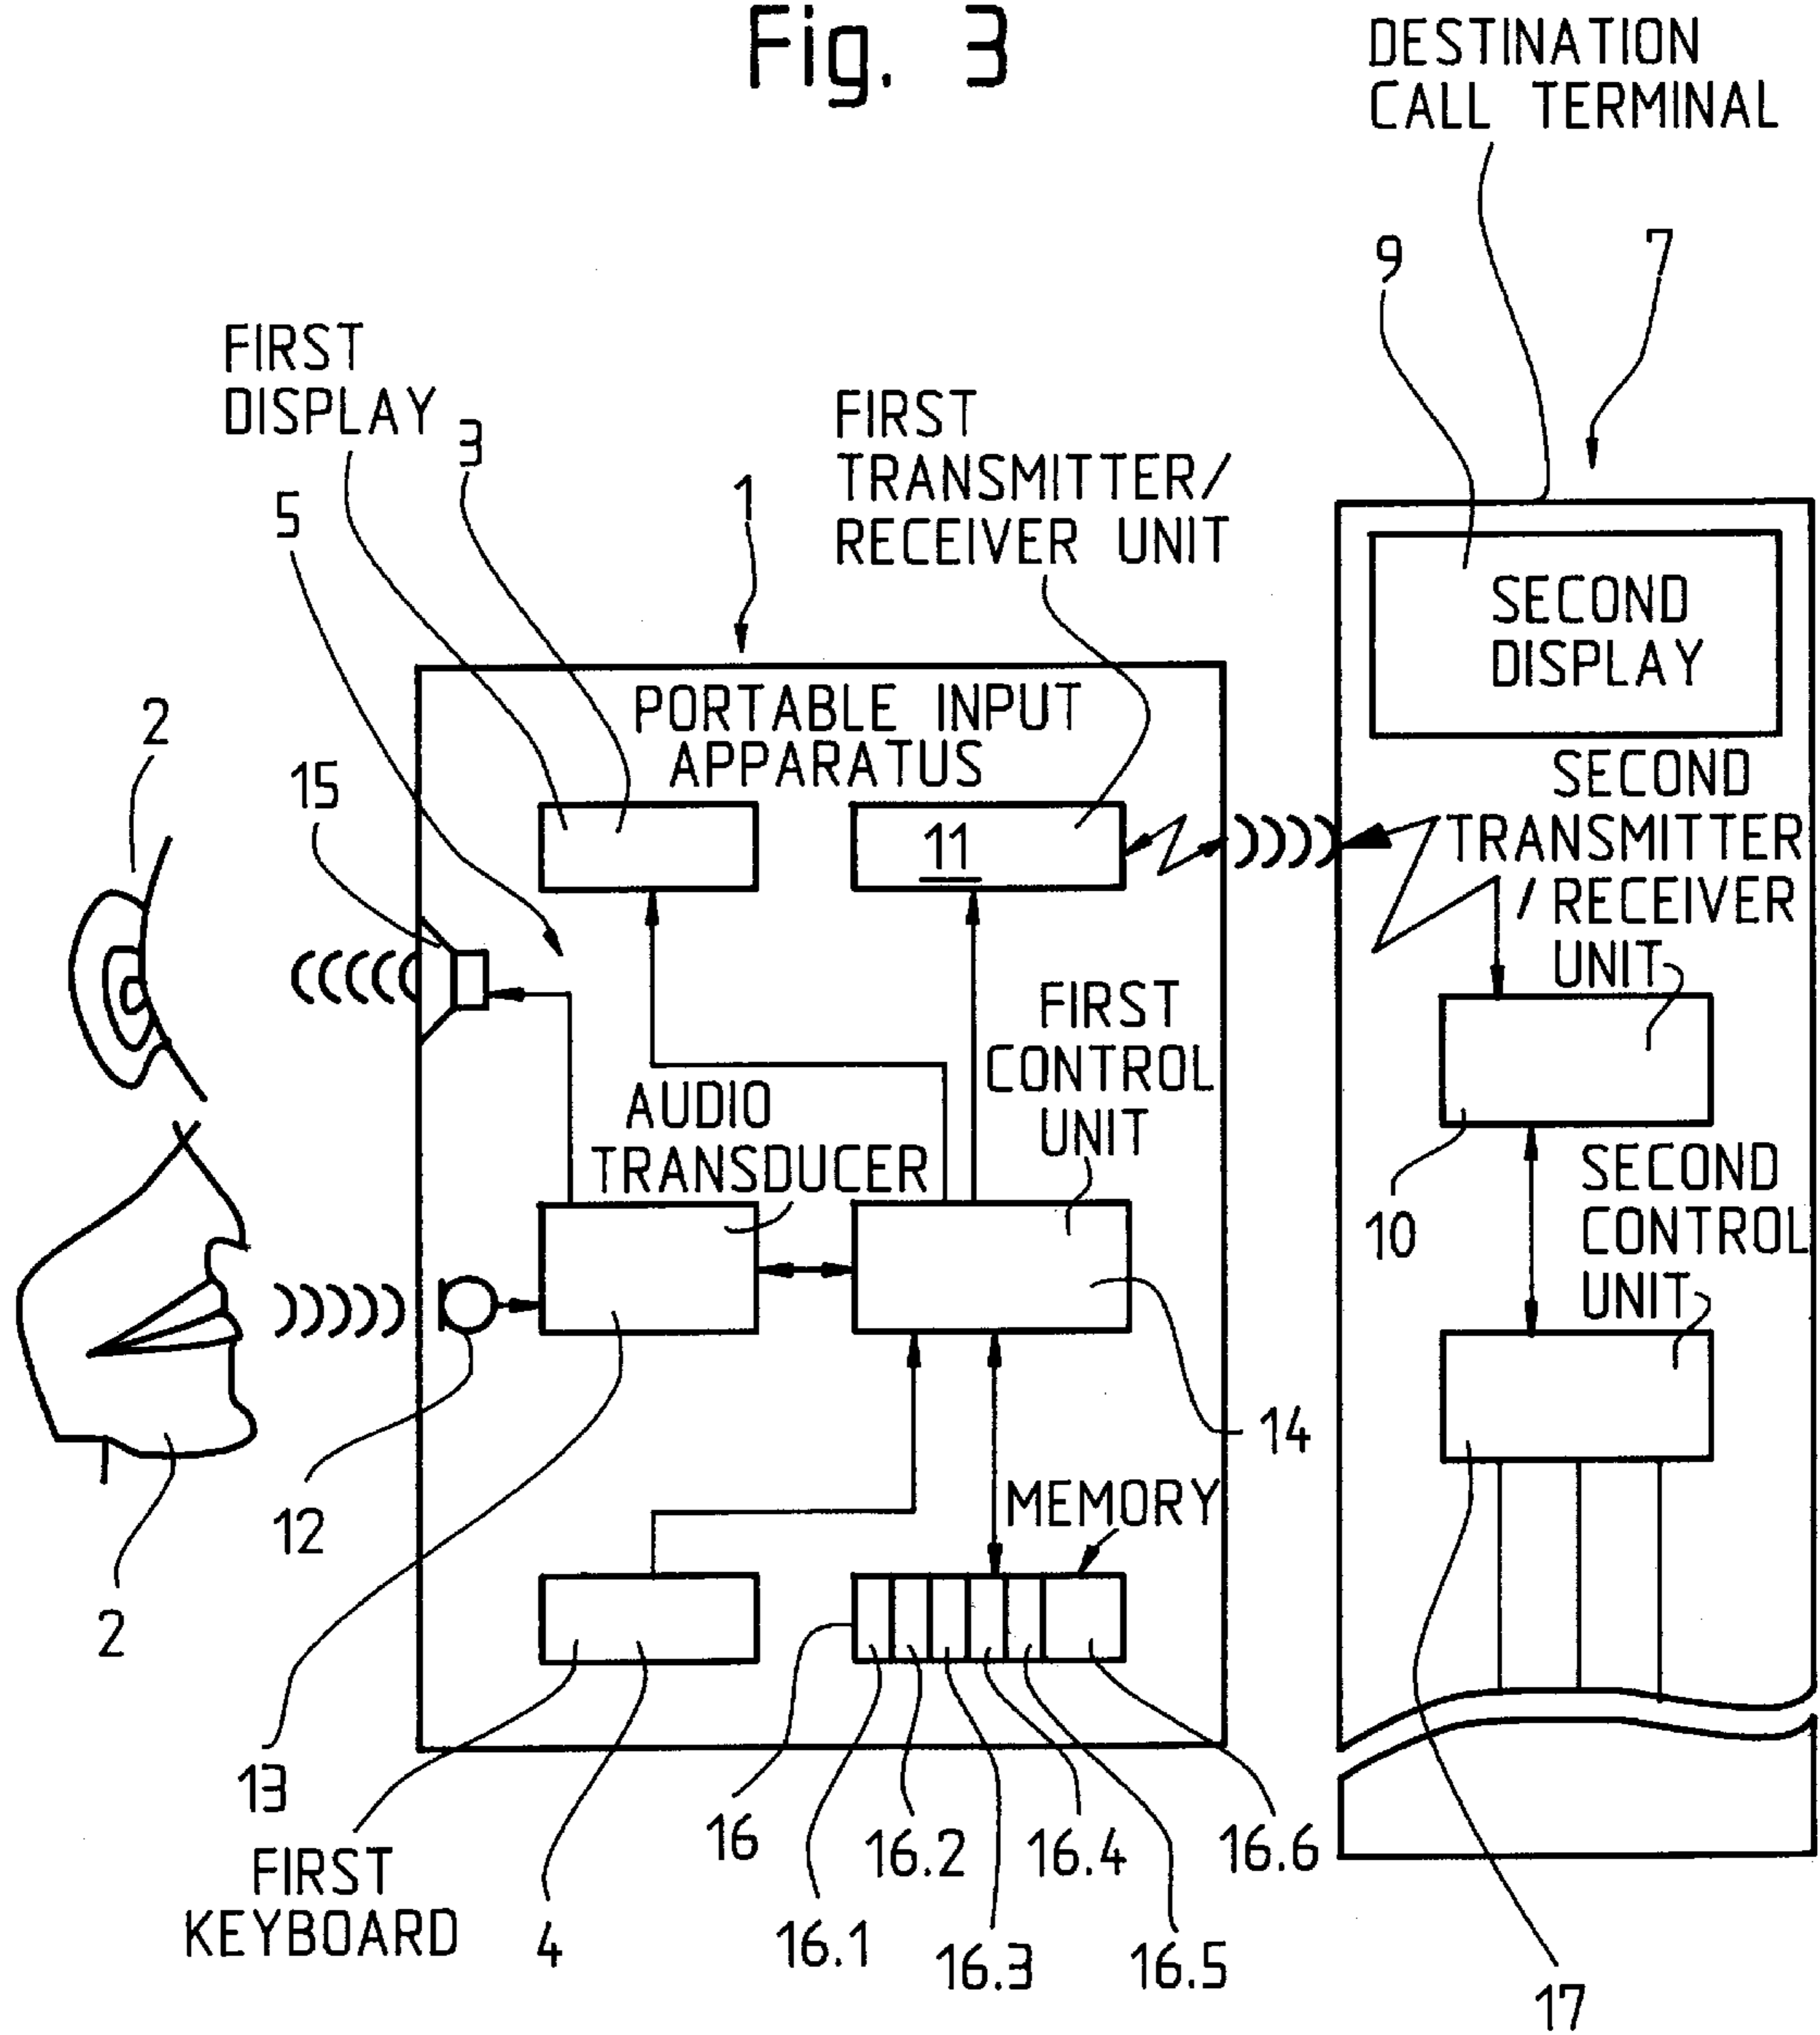 Fig. 3
DESTINATION
CALL TERMINAL
7
9
FIRST
DISPLAY
3
5
1
FIRST
TRANSMITTER/
RECEIVER UNIT
SECOND
DISPLAY
PORTABLE INPUT
APPARATUS
2
15
11
SECOND
TRANSMITTER
/RECEIVER
UNIT
FIRST
CONTROL
UNIT
AUDIO
TRANSDUCER
10
SECOND
CONTROL
UNIT
14
MEMORY
12
2
13
16
16.2
16.4
16.6
FIRST
KEYBOARD
4
16.1
16.3
16.5
17